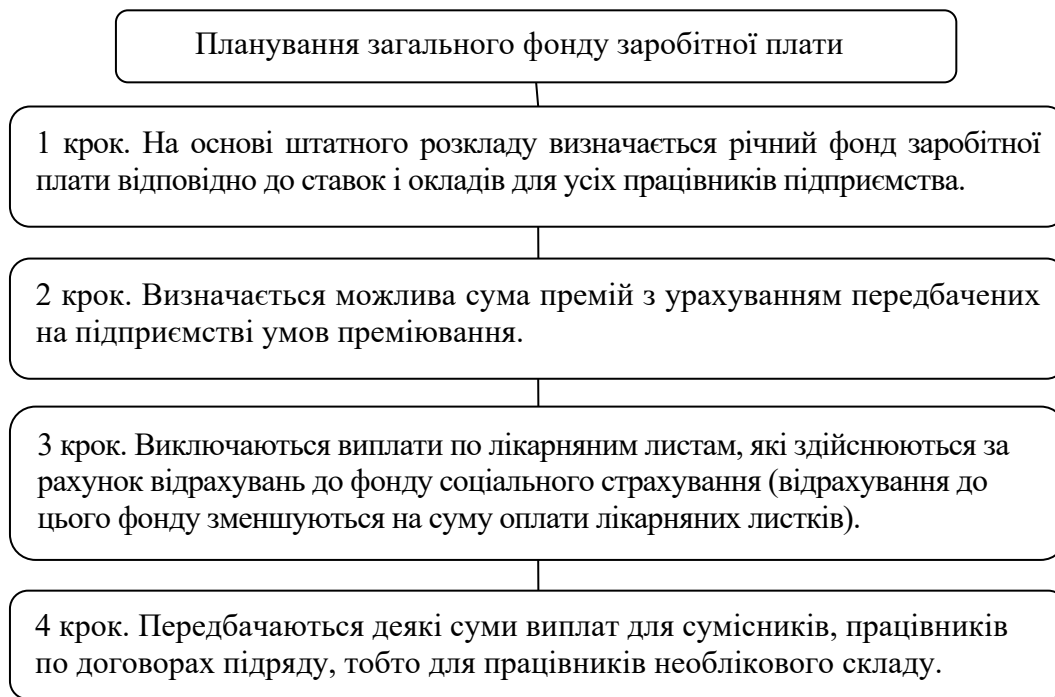 Планування загального фонду заробітної плати
1 крок. На основі штатного розкладу визначається річний фонд заробітної
плати відповідно до ставок і окладів для усіх працівників підприємства.
2 крок. Визначається можлива сума премій з урахуванням передбачених
на підприємстві умов преміювання.
3 крок. Виключаються виплати по лікарняним листам, які здійснюються за
рахунок відрахувань до фонду соціального страхування (відрахування до
цього фонду зменшуються на суму оплати лікарняних листків).
4 крок. Передбачаються деякі суми виплат для сумісників, працівників
по договорах підряду, тобто для працівників необлікового складу.